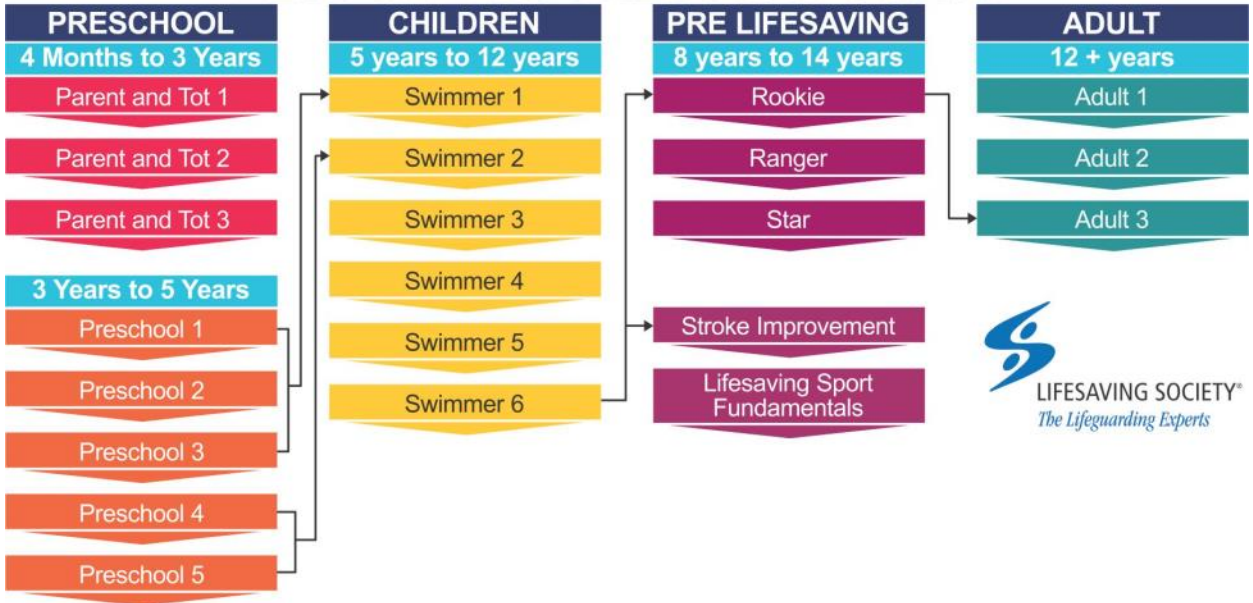 PRESCHOOL
4 Months to 3 Years
Parent and Tot 1
Parent and Tot 2
Parent and Tot 3
3 Years to 5 Years
Preschool 1
Preschool 2
Preschool 3
Preschool 4
Preschool 5
CHILDREN
5 years to 12 years
Swimmer 1
Swimmer 2
Swimmer 3
Swimmer 4
Swimmer 5
Swimmer 6
PRE LIFESAVING
8 years to 14 years
Rookie
Ranger
Star
Stroke Improvement
Lifesaving Sport
Fundamentals
ADULT
12 + years
Adult 1
Adult 2
Adult 3
LIFESAVING SOCIETY®
The Lifeguarding Experts